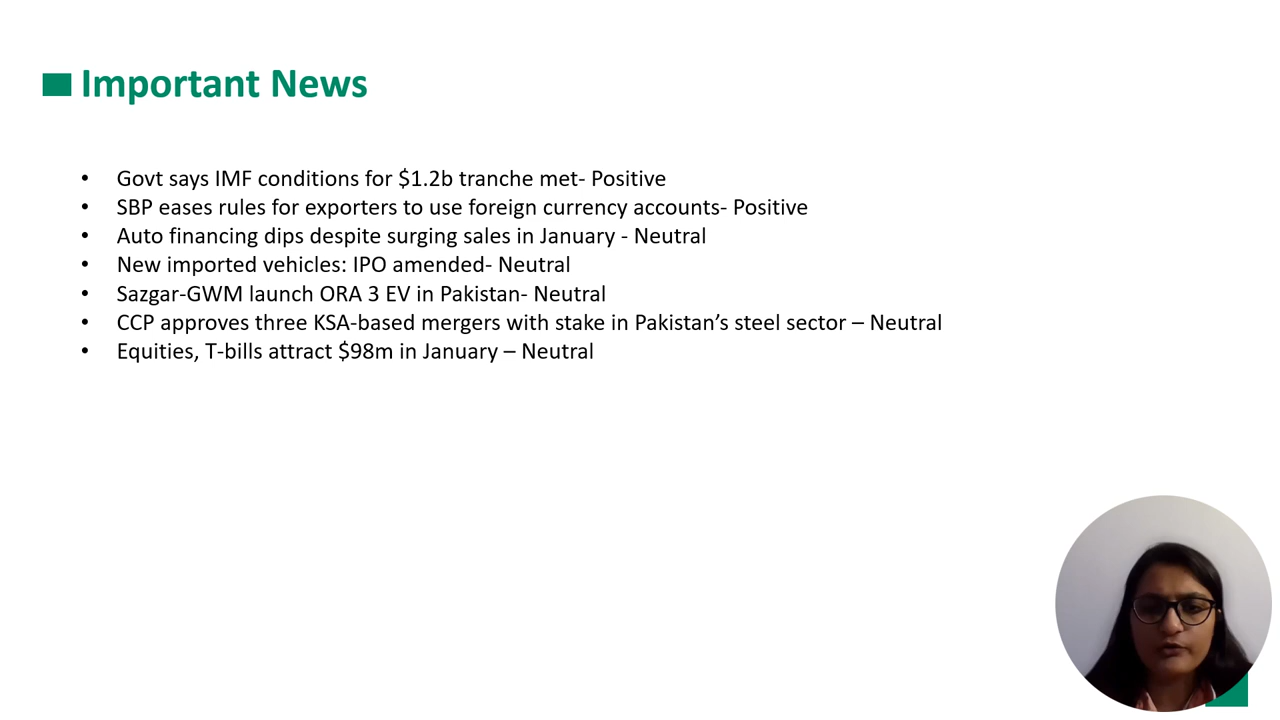 Important News
• Govt says IMF conditions for $1.2b tranche met- Positive
• SBP eases rules for exporters to use foreign currency accounts- Positive
• Auto financing dips despite surging sales in January - Neutral
• New imported vehicles: IPO amended- Neutral
• Sazgar-GWM launch ORA 3 EV in Pakistan- Neutral
• CCP approves three KSA-based mergers with stake in Pakistan’s steel sector – Neutral
• Equities, T-bills attract $98m in January – Neutral